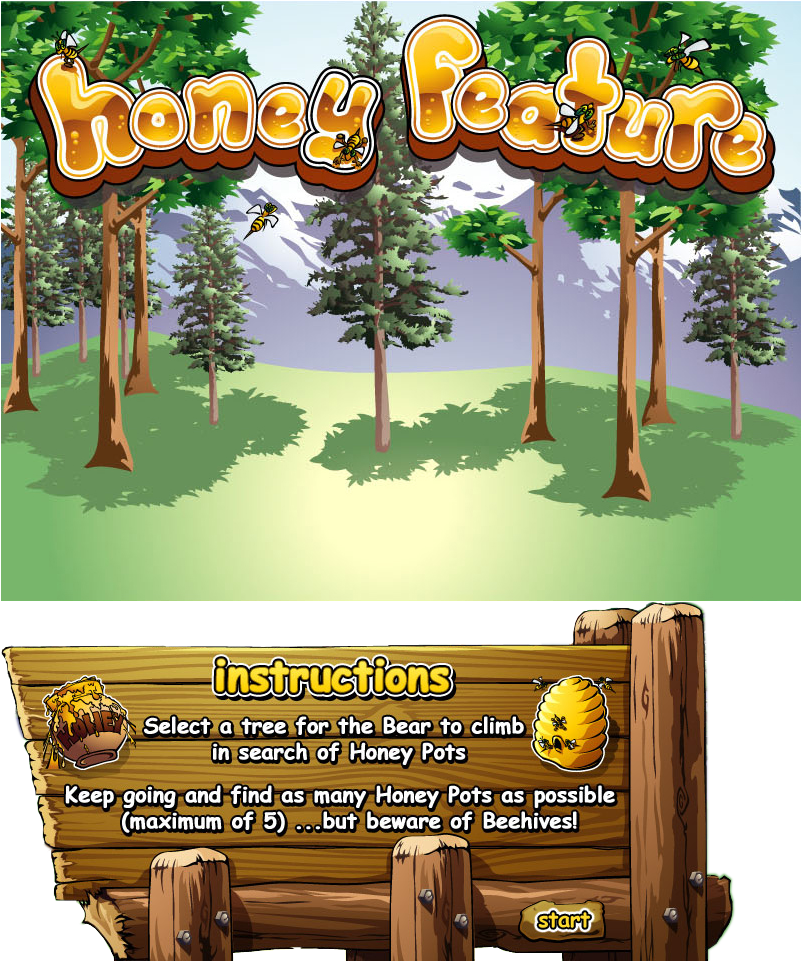 honey feature
instructions
HONEY
Select a tree for the Bear to climb
in search of Honey Pots
Keep going and find as many Honey Pots as possible
(maximum of 5) ...but beware of Beehives!
start